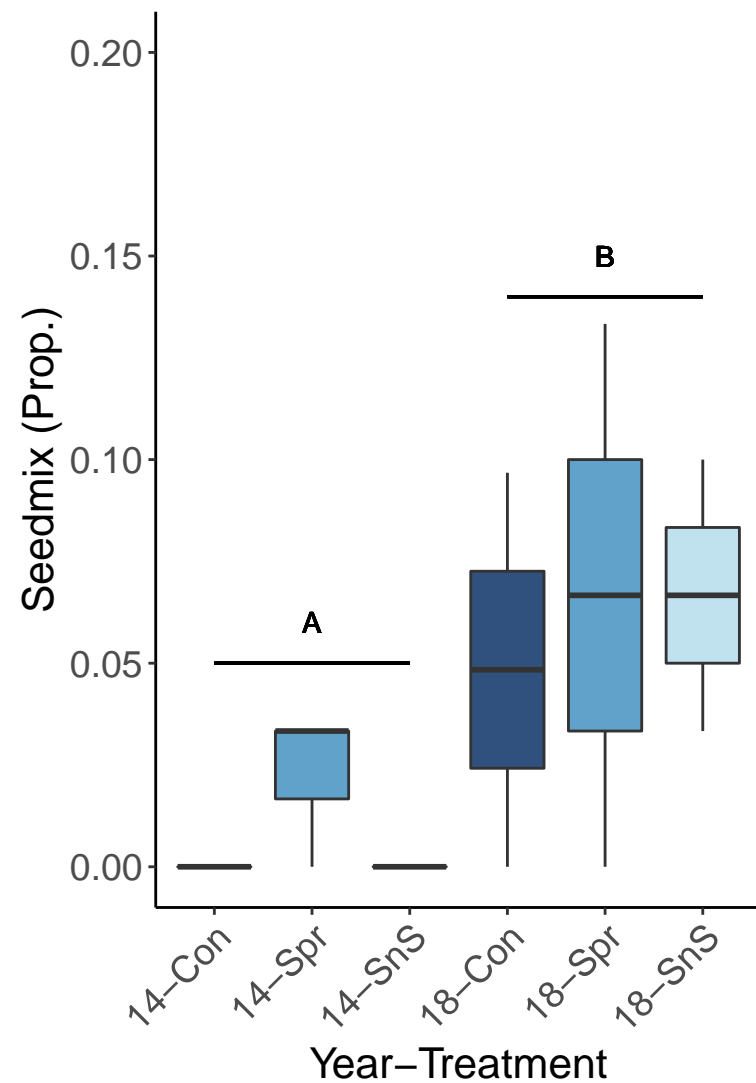 Seedmix (Prop.)
0.20
0.15
0.10
0.05
0.00
A
B
14−Con
14−Spr
14−SnS
18−Con
18−Spr
18−SnS
Year−Treatment